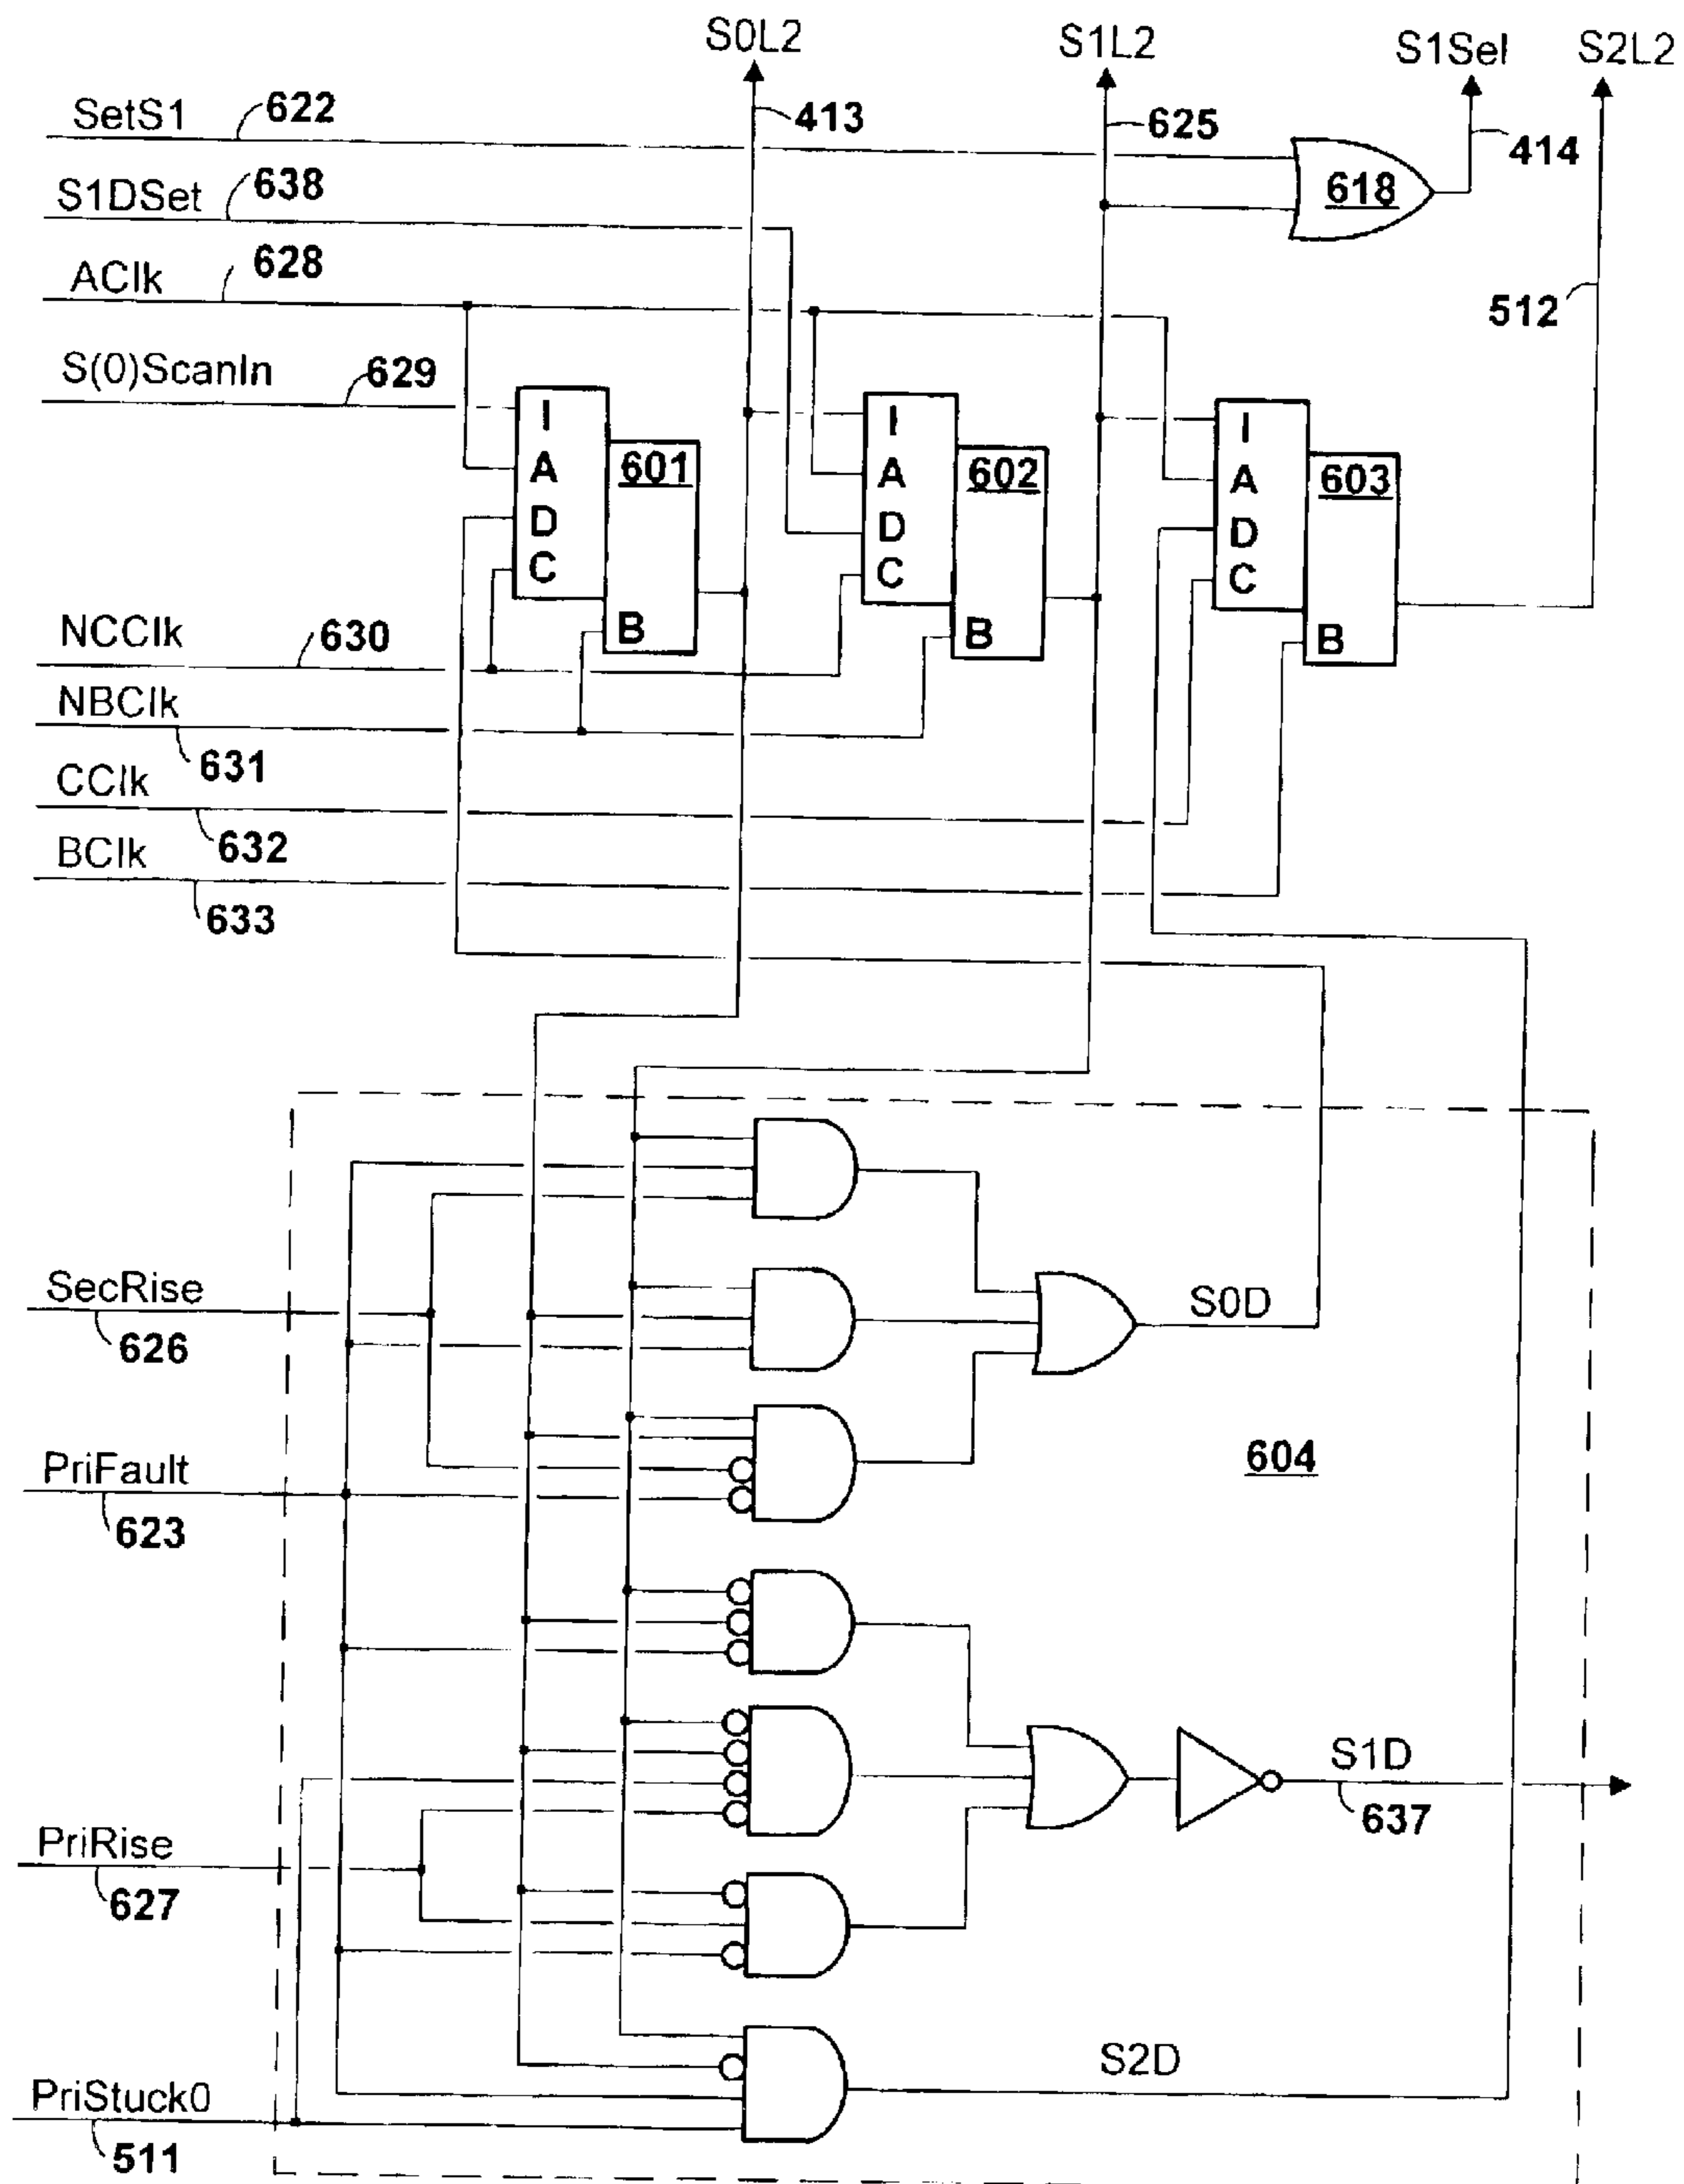 S0L2
S1L2
S1Sel
S2L2
SetS1
622
413
625
414
618
S1DSet
638
AClk
628
512
S(0)ScanIn
629
I
A
D
C
B
601
I
A
D
C
B
602
I
A
D
C
B
603
NCClk
630
NBClk
631
CClk
632
BClk
633
SecRise
626
S0D
PriFault
623
604
S1D
637
PriRise
627
S2D
PriStuck0
511